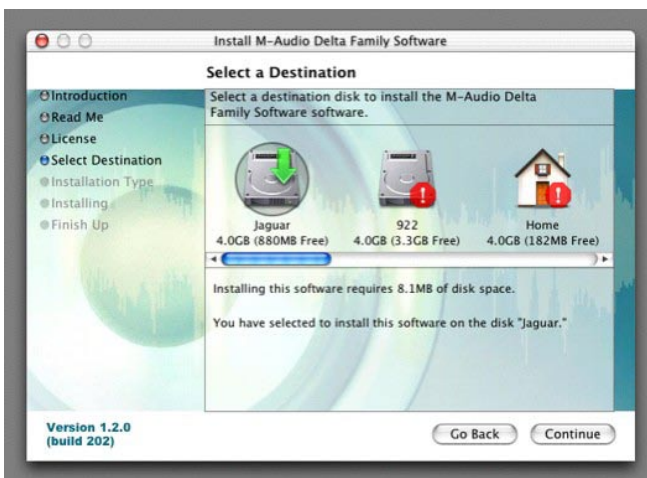 Install M-Audio Delta Family Software
Select a Destination
Introduction
Read Me
License
Select Destination
Installation Type
Installing
Finish Up
Select a destination disk to install the M-Audio Delta
Family Software software.
Jaguar
4.0GB (880MB Free)
922
4.0GB (3.3GB Free)
Home
4.0GB (182MB Free)
Installing this software requires 8.1MB of disk space.
You have selected to install this software on the disk "Jaguar."
Version 1.2.0
(build 202)
Go Back
Continue